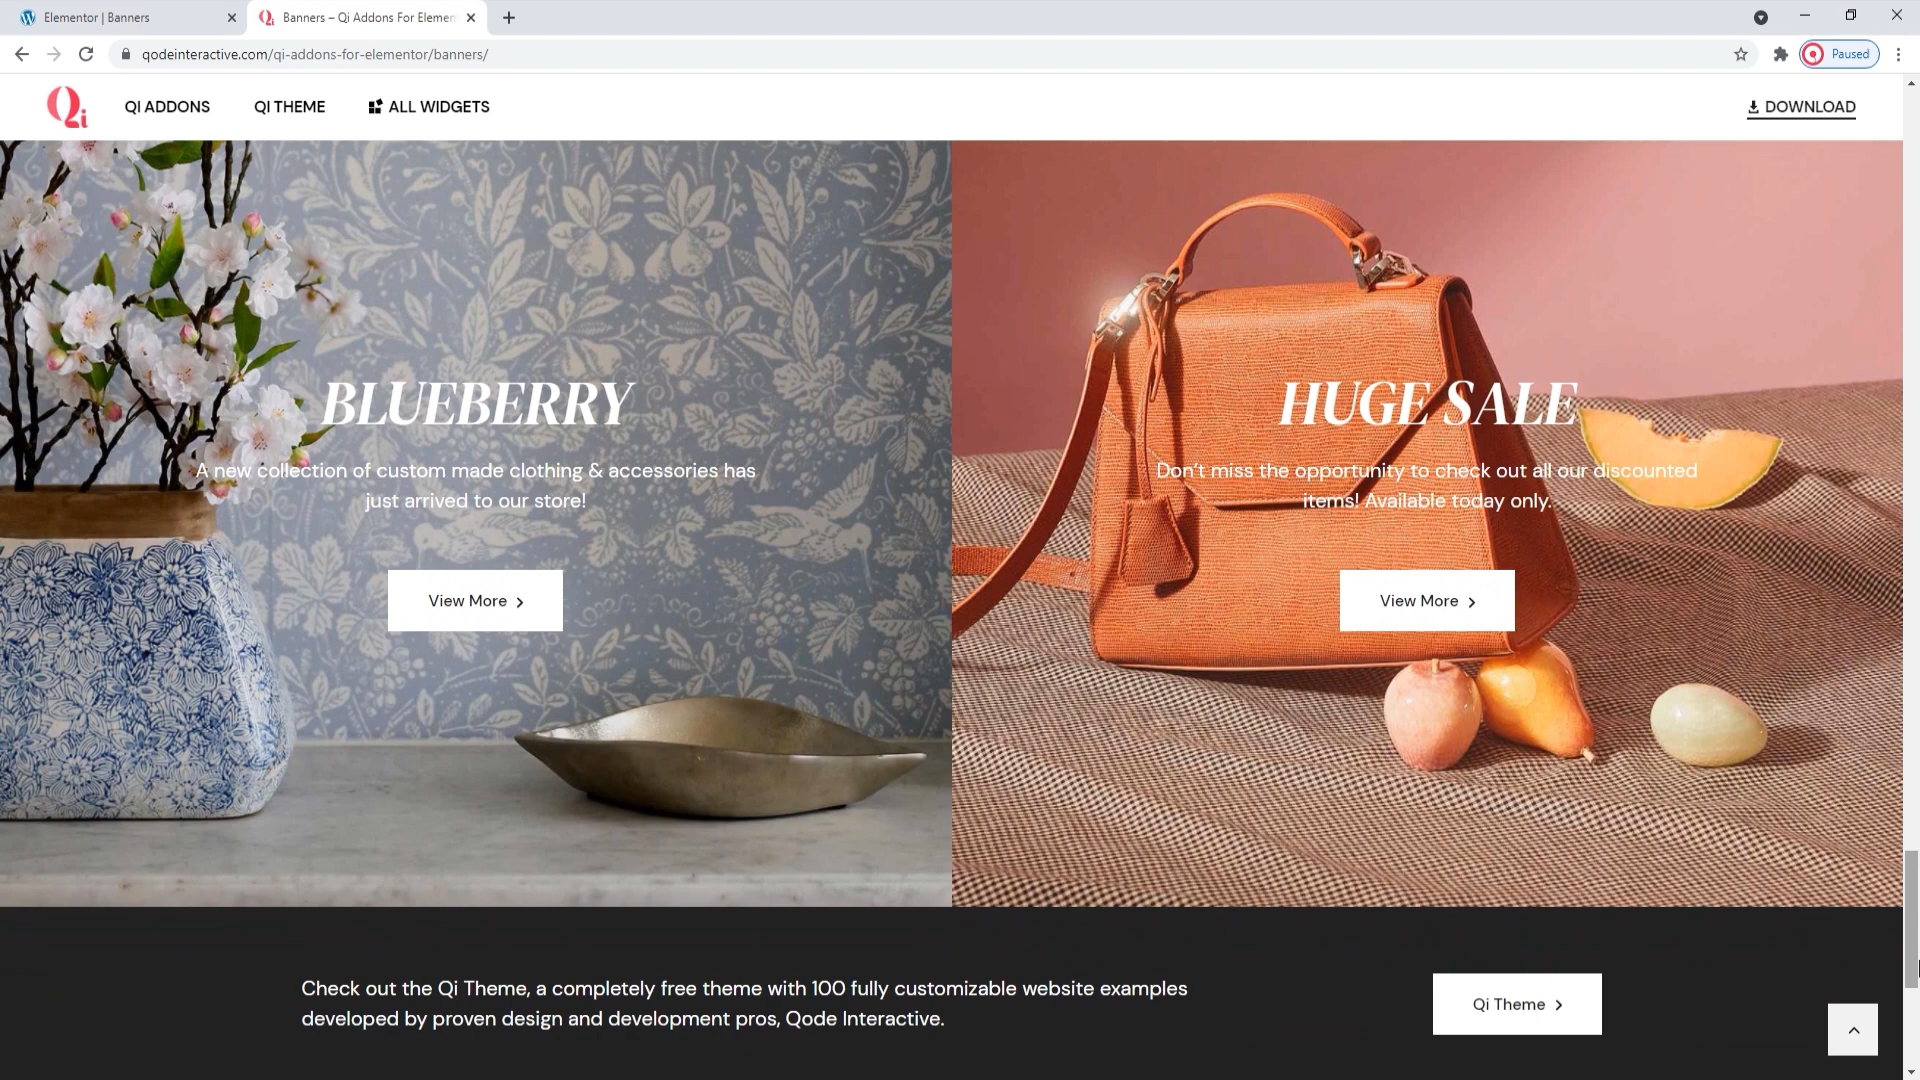 Elementor | Banners
Banners – Qi Addons For Elemen
qodeinteractive.com/qi-addons-for-elementor/banners/
Paused
Qi
QI ADDONS
QI THEME
ALL WIDGETS
DOWNLOAD
BLUEBERRY
A new collection of custom made clothing & accessories has
just arrived to our store!
View More
HUGE SALE
Don't miss the opportunity to check out all our discounted
items! Available today only.
View More
Check out the Qi Theme, a completely free theme with 100 fully customizable website examples
developed by proven design and development pros, Qode Interactive.
Qi Theme